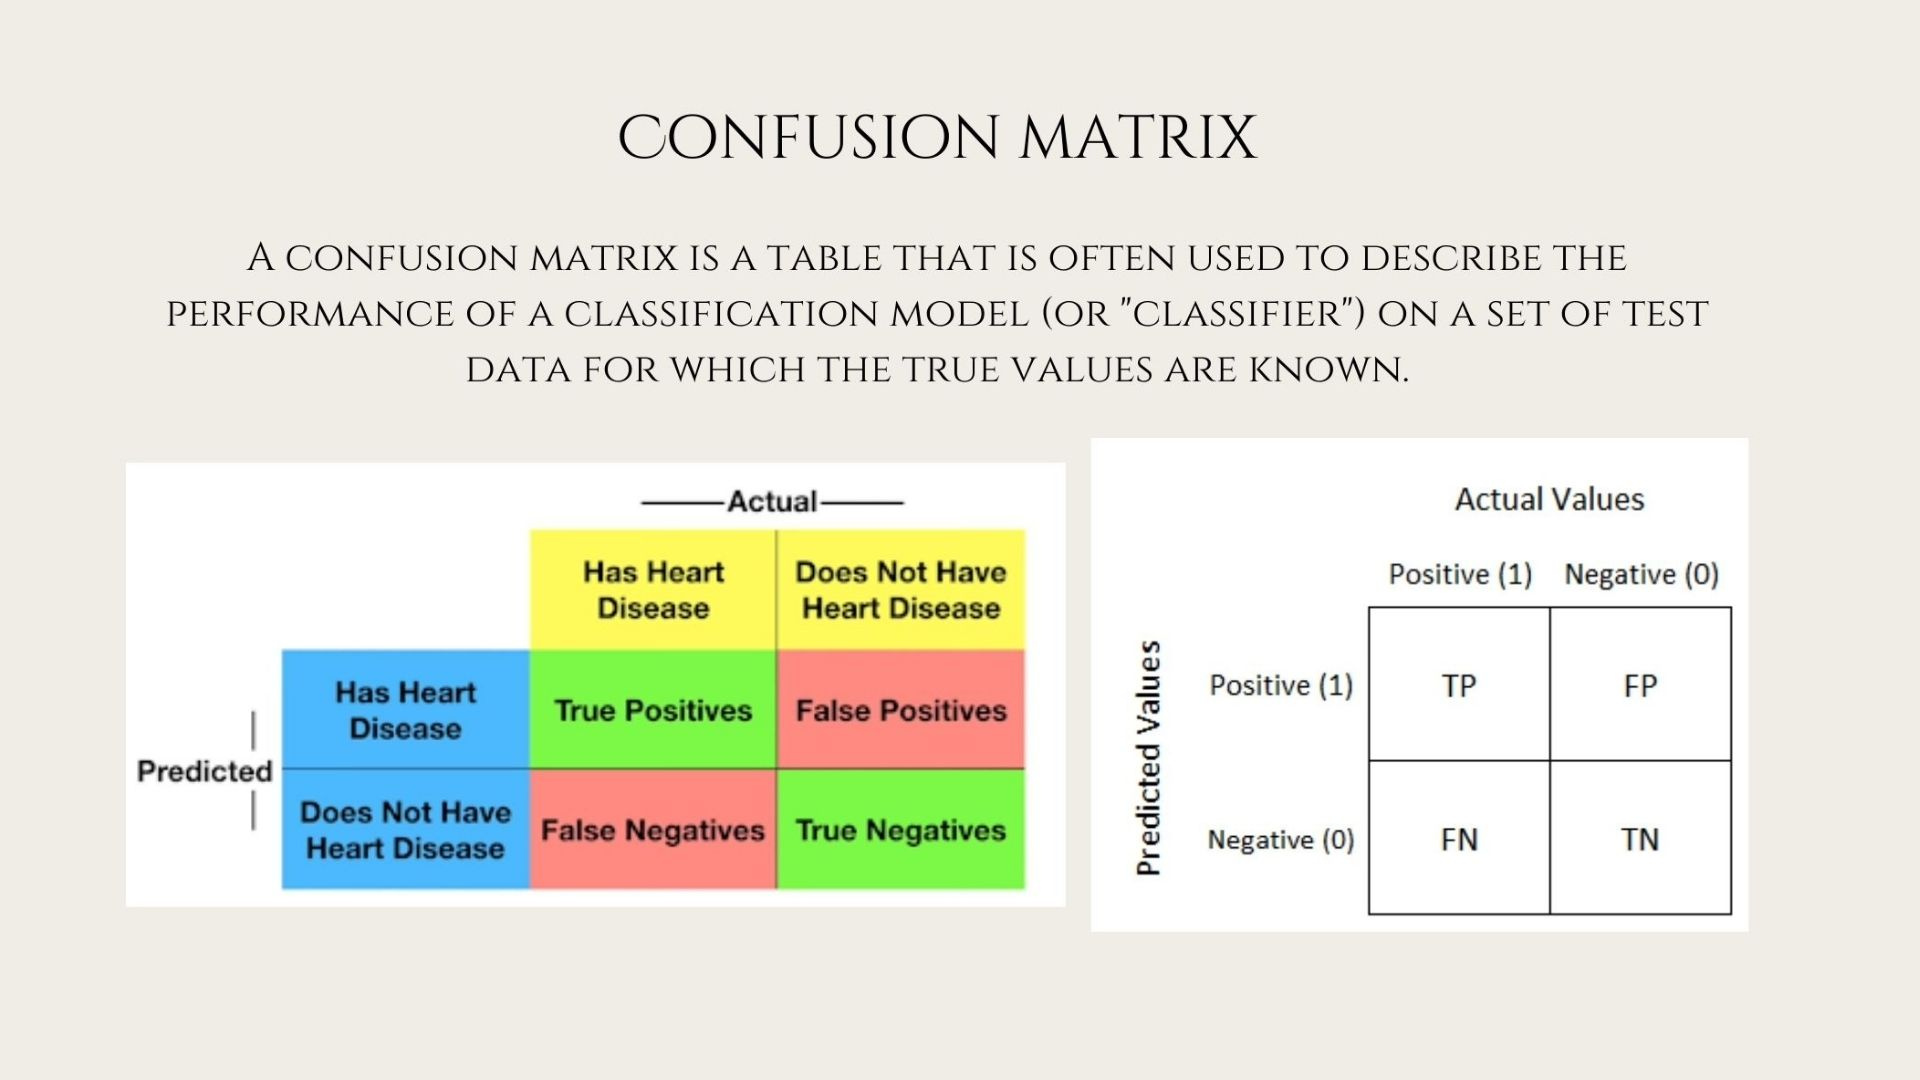 Confusion matrix
A confusion matrix is a table that is often used to describe the
performance of a classification model (or "classifier") on a set of test
data for which the true values are known.
Actual
Has Heart
Disease
Does Not Have
Heart Disease
Predicted
Has Heart
Disease
True Positives
False Positives
Does Not Have
Heart Disease
False Negatives
True Negatives
Actual Values
Positive (1)
Negative (0)
Predicted Values
Positive (1)
TP
FP
Negative (0)
FN
TN